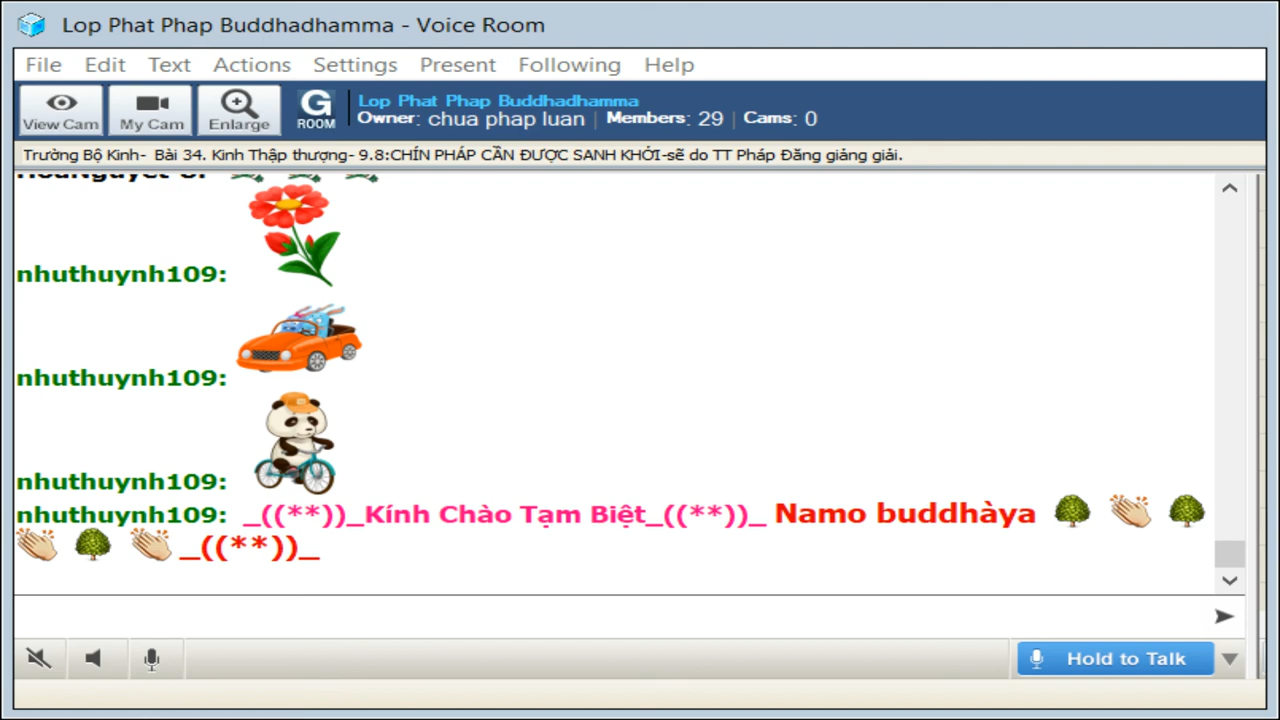 Lop Phat Phap Buddhadhamma - Voice Room
File Edit Text Actions Settings Present Following Help
View Cam My Cam Enlarge G ROOM
Lop Phat Phap Buddhadhamma
Owner: chua phap luan | Members: 29 | Cams: 0
Trường Bộ Kinh- Bài 34. Kinh Thập thượng- 9.8:CHÍN PHÁP CẦN ĐƯỢC SANH KHỞI-sẽ do TT Pháp Đăng giảng giải.
nhuthuynh109:
nhuthuynh109:
nhuthuynh109:
nhuthuynh109: _((**))_Kính Chào Tạm Biệt_((**))_ Namo buddhàya
_((**))_
Hold to Talk